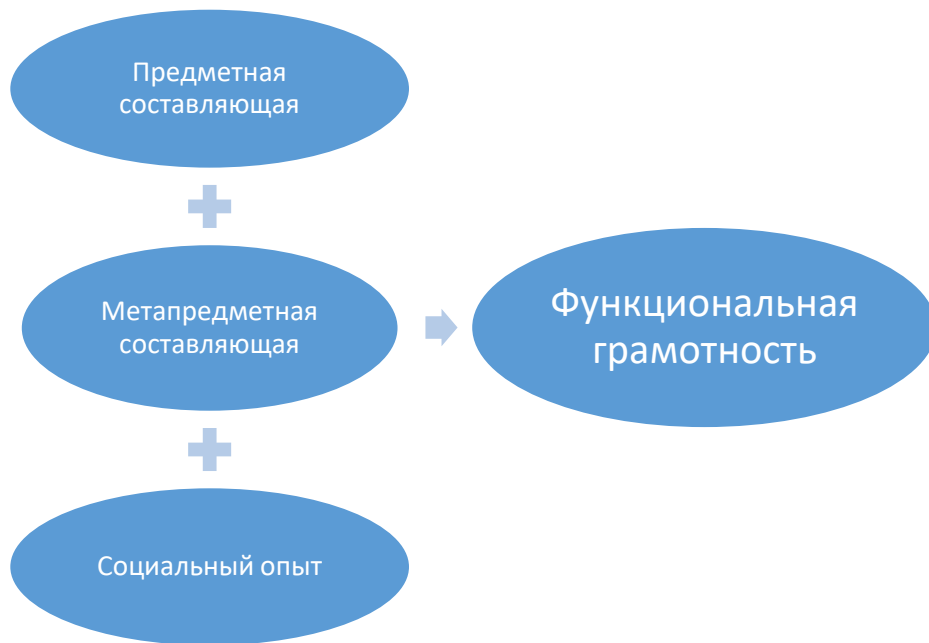 Предметная
составляющая
Метапредметная
составляющая
Социальный опыт
Функциональная
грамотность